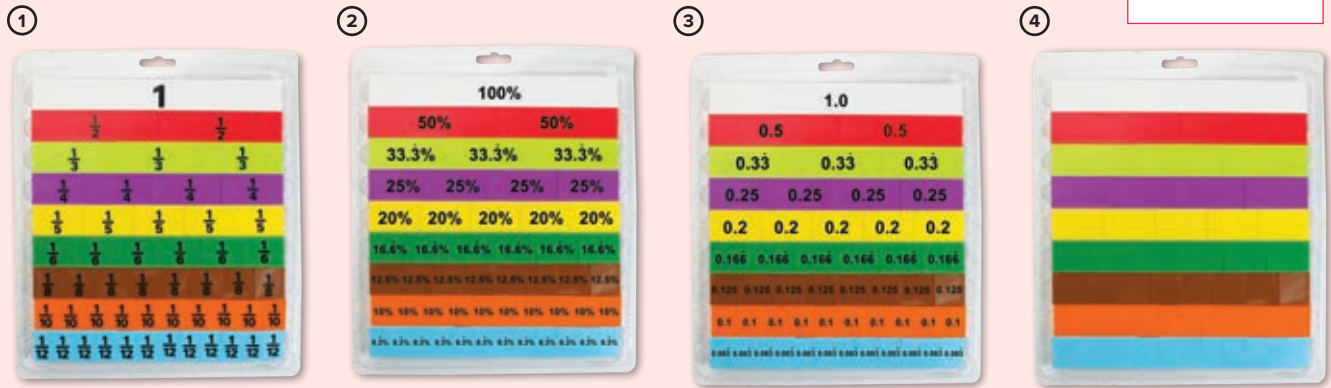 1
2
3
4
1
1/2 1/2
1/3 1/3 1/3
1/4 1/4 1/4 1/4
1/5 1/5 1/5 1/5 1/5
1/6 1/6 1/6 1/6 1/6 1/6
1/8 1/8 1/8 1/8 1/8 1/8 1/8 1/8
1/10 1/10 1/10 1/10 1/10 1/10 1/10 1/10 1/10 1/10
1/12 1/12 1/12 1/12 1/12 1/12 1/12 1/12 1/12 1/12 1/12 1/12
100%
50% 50%
33.3̇% 33.3̇% 33.3̇%
25% 25% 25% 25%
20% 20% 20% 20% 20%
16.6% 16.6% 16.6% 16.6% 16.6% 16.6%
12.5% 12.5% 12.5% 12.5% 12.5% 12.5% 12.5% 12.5%
10% 10% 10% 10% 10% 10% 10% 10% 10% 10%
1.0
0.5 0.5
0.33̇ 0.33̇ 0.33̇
0.25 0.25 0.25 0.25
0.2 0.2 0.2 0.2 0.2
0.166̇ 0.166̇ 0.166̇ 0.166̇ 0.166̇ 0.166̇
0.125 0.125 0.125 0.125 0.125 0.125 0.125 0.125
0.1 0.1 0.1 0.1 0.1 0.1 0.1 0.1 0.1 0.1